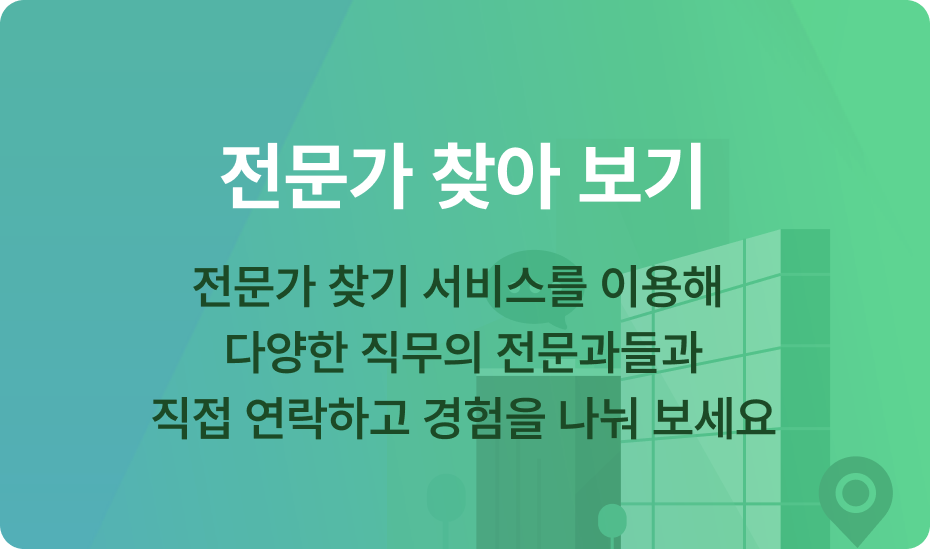 전문가 찾아 보기
전문가 찾기 서비스를 이용해
다양한 직무의 전문과들과
직접 연락하고 경험을 나눠 보세요